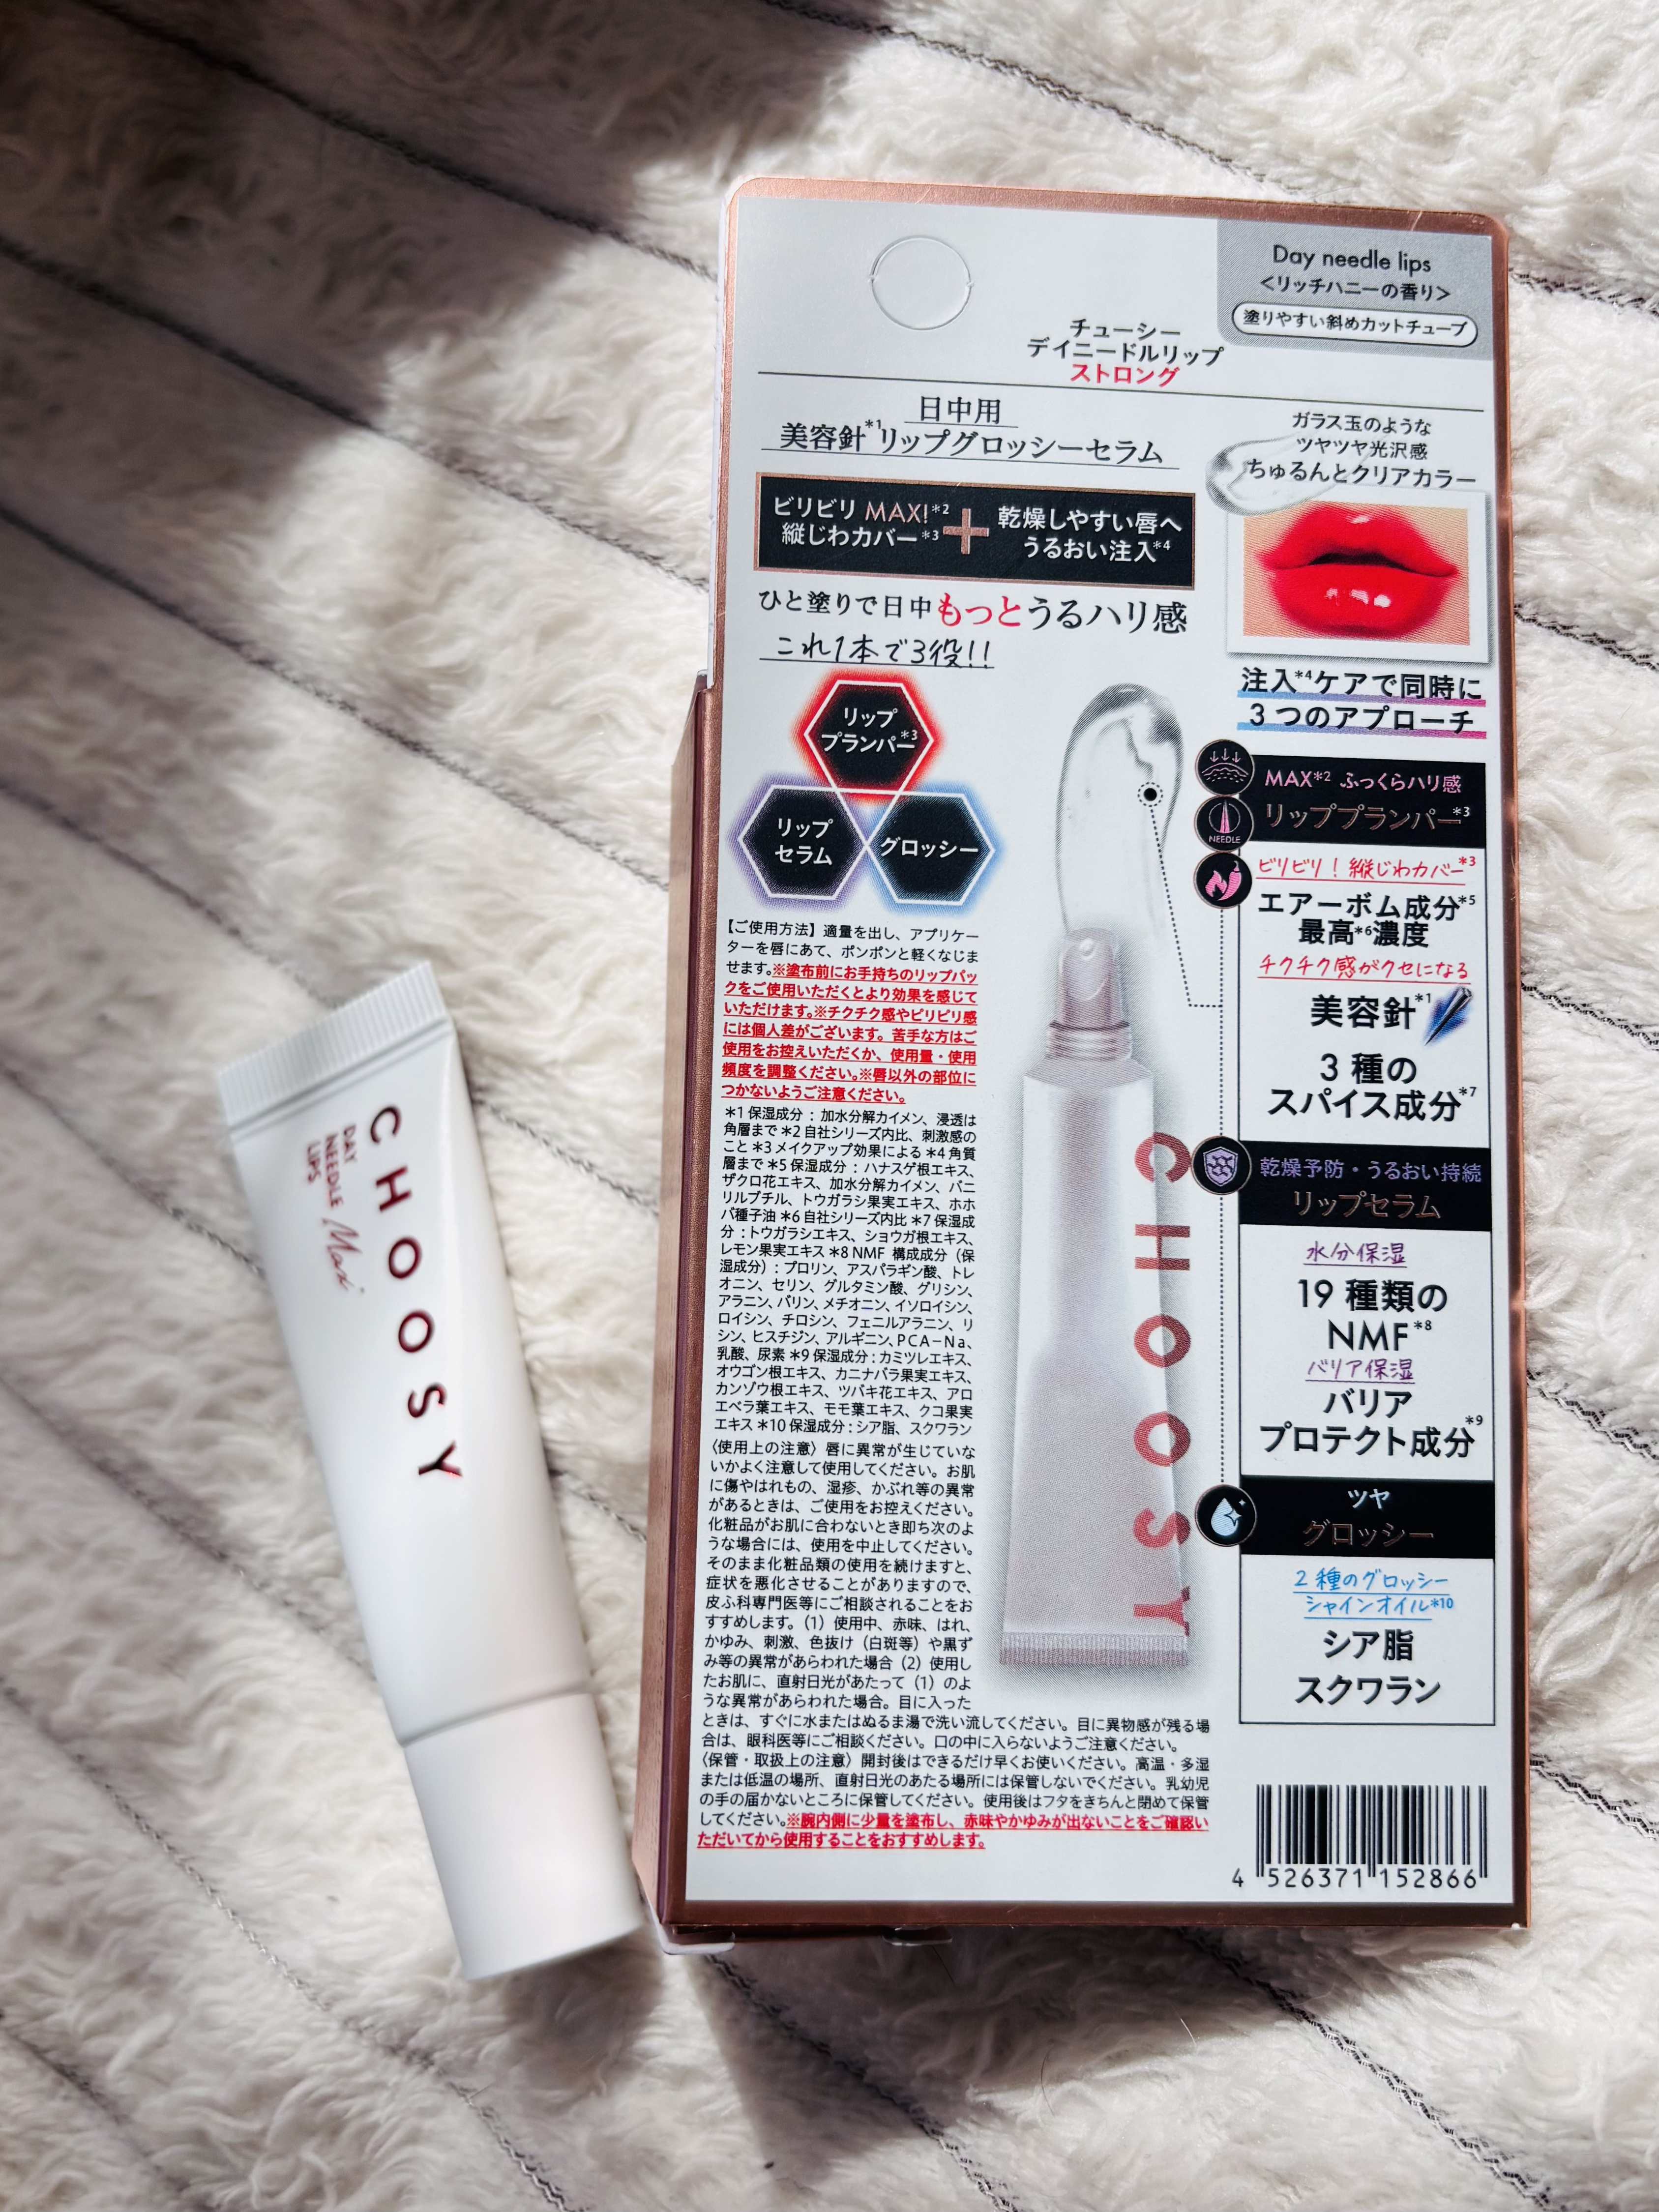 CHOOSY
DAY
NEEDLE Max
LIPS
Day needle lips
<リッチハニーの香り>
塗りやすい斜めカットチューブ
チューシー
デイニードルリップ
ストロング
日中用
美容針*1リップグロッシーセラム
ビリビリ MAX!*2
縦じわカバー*3
+
乾燥しやすい唇へ
うるおい注入*4
ひと塗りで日中もっとうるハリ感
これ1本で3役!!
リップ
プランパー*3
リップ
セラム
グロッシー
ガラス玉のような
ツヤツヤ光沢感
ちゅるんとクリアカラー
注入*4ケアで同時に
3つのアプローチ
MAX*2 ふっくらハリ感
リッププランパー*3
NEEDLE
ビリビリ!縦じわカバー*3
エアーボム成分*5
最高*6濃度
チクチク感がクセになる
美容針*1
3種の
スパイス成分*7
乾燥予防・うるおい持続
リップセラム
水分保湿
19種類の
NMF*8
バリア保湿
バリア
プロテクト成分*9
ツヤ
グロッシー
2種のグロッシー
シャインオイル*10
シア脂
スクワラン
CHOOSY
【ご使用方法】適量を出し、アプリケー
ターを唇にあて、ポンポンと軽くなじま
せます。※塗布前にお手持ちのリップパッ
クをご使用いただくとより効果を感じて
いただけます。※チクチク感やビリビリ感
には個人差がございます。苦手な方はご
使用をお控えいただくか、使用量・使用
頻度を調整ください。※唇以外の部位に
つかないようご注意ください。
*1 保湿成分:加水分解カイメン、浸透は
角層まで *2 自社シリーズ内比、刺激感の
こと *3 メイクアップ効果による *4 角質
層まで *5 保湿成分:ハナスゲ根エキス、
ザクロ花エキス、加水分解カイメン、バニ
リルブチル、トウガラシ果実エキス、ホホ
バ種子油 *6 自社シリーズ内比 *7 保湿成
分:トウガラシエキス、ショウガ根エキス、
レモン果実エキス *8 NMF 構成成分(保
湿成分):プロリン、アスパラギン酸、トレ
オニン、セリン、グルタミン酸、グリシン、
アラニン、バリン、メチオニン、イソロイシン、
ロイシン、チロシン、フェニルアラニン、リ
シン、ヒスチジン、アルギニン、PCA-Na、
乳酸、尿素 *9 保湿成分:カミツレエキス、
オウゴン根エキス、カニナバラ果実エキス、
カンゾウ根エキス、ツバキ花エキス、アロ
エベラ葉エキス、モモ葉エキス、クコ果実
エキス *10 保湿成分:シア脂、スクワラン
〈使用上の注意〉唇に異常が生じていな
いかよく注意して使用してください。お肌
に傷やはれもの、湿疹、かぶれ等の異常
があるときは、ご使用をお控えください。
化粧品がお肌に合わないとき即ち次のよ
うな場合には、使用を中止してください。
そのまま化粧品類の使用を続けますと、
症状を悪化させることがありますので、
皮ふ科専門医等にご相談されることをお
すすめします。(1)使用中、赤味、はれ、
かゆみ、刺激、色抜け(白斑等)や黒ず
み等の異常があらわれた場合(2)使用し
たお肌に、直射日光があたって(1)のよ
うな異常があらわれた場合。目に入った
ときは、すぐに水またはぬるま湯で洗い流してください。目に異物感が残る場
合は、眼科医等にご相談ください。口の中に入らないようご注意ください。
〈保管・取扱上の注意〉開封後はできるだけ早くお使いください。高温・多湿
または低温の場所、直射日光のあたる場所には保管しないでください。乳幼児
の手の届かないところに保管してください。使用後はフタをきちんと閉めて保管
してください。※腕内側に少量を塗布し、赤味やかゆみが出ないことをご確認い
ただいてから使用することをおすすめします。
4 526371 152866